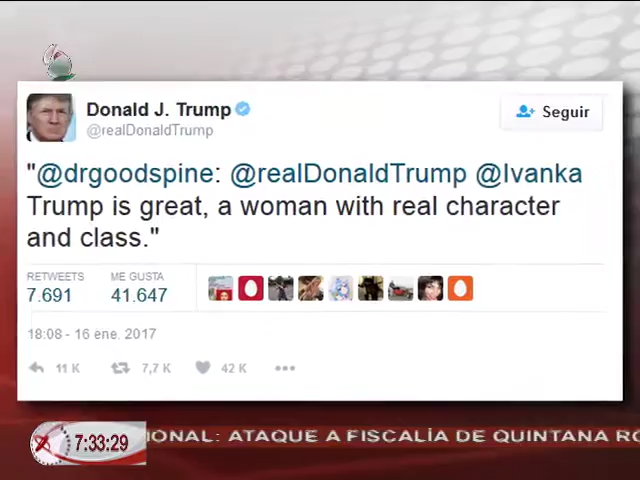 Donald J. Trump
@realDonaldTrump
Seguir
"@drgoodspine: @realDonaldTrump @Ivanka
Trump is great, a woman with real character
and class."
RETWEETS
ME GUSTA
7.691
41.647
18:08 - 16 ene. 2017
11 K
7,7 K
42 K
7:33:29
IONAL: ATAQUE A FISCALÍA DE QUINTANA RO